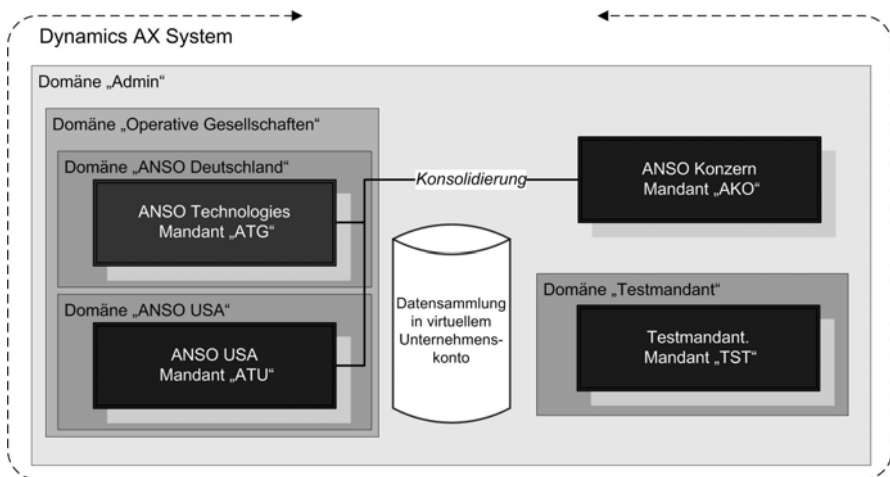 Dynamics AX System
Domäne „Admin“
Domäne „Operative Gesellschaften“
Domäne „ANSO Deutschland“
ANSO Technologies
Mandant „ATG“
Domäne „ANSO USA“
ANSO USA
Mandant „ATU“
Konsolidierung
Datensammlung
in virtuellem
Unternehmens-
konto
ANSO Konzern
Mandant „AKO“
Domäne „Testmandant“
Testmandant.
Mandant „TST“